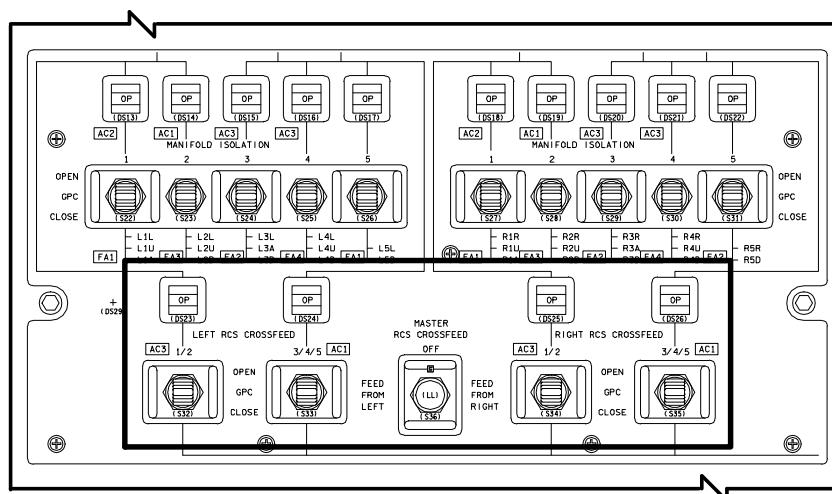 OP OP OP OP OP OP OP OP OP OP
(DS13) (DS14) (DS15) (DS16) (DS17) (DS18) (DS19) (DS20) (DS21) (DS22)
AC2 AC1 AC3 AC3 AC2 AC1 AC3 AC3
MANIFOLD ISOLATION MANIFOLD ISOLATION
1 2 3 4 5 1 2 3 4 5
OPEN OPEN
GPC GPC
CLOSE CLOSE
(S22) (S23) (S24) (S25) (S26) (S27) (S28) (S29) (S30) (S31)
L1L L2L L3L L4L R1R R2R R3R R4R
L1U L2U L3A L4U L5L R1U R2U R3A R4U R5R
FA1 FA3 FA2 FA4 FA1 FA1 FA3 FA2 FA4 FA2 R5D
OP OP OP OP
(DS29 (DS23) (DS24) (DS25) (DS26)
MASTER
LEFT RCS CROSSFEED RCS CROSSFEED RIGHT RCS CROSSFEED
AC3 1/2 3/4/5 AC1 OFF AC3 1/2 3/4/5 AC1
OPEN FEED FEED OPEN
GPC FROM (LL) FROM GPC
CLOSE LEFT RIGHT CLOSE
(S32) (S33) (S36) (S34) (S35)